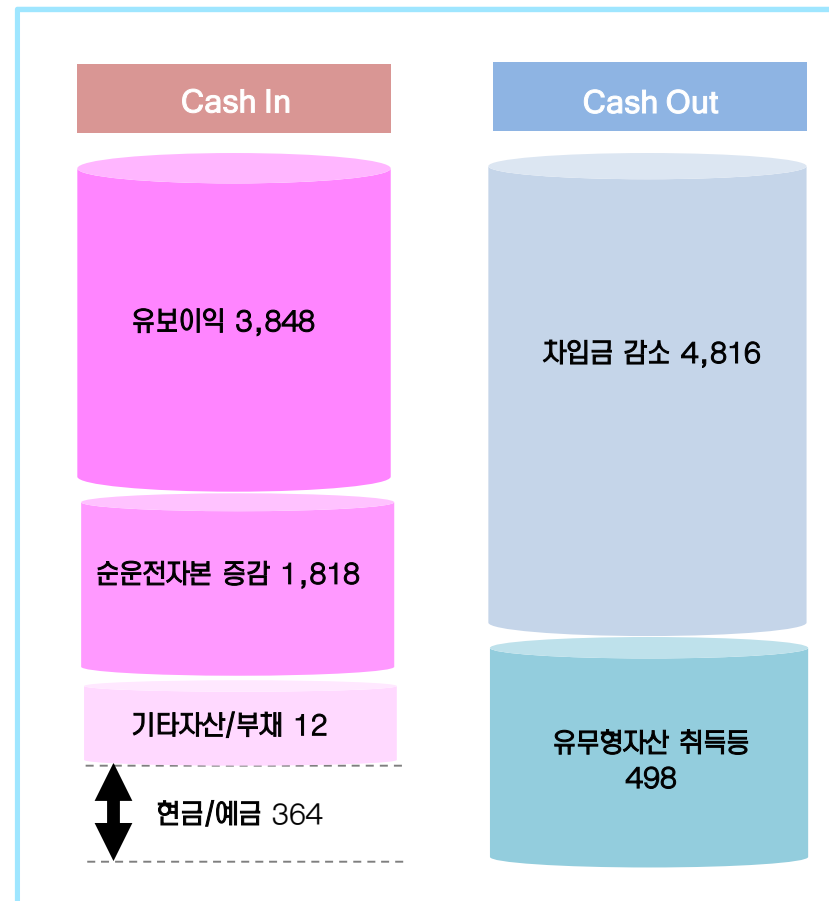 Cash In
유보이익 3,848
순운전자본 증감 1,818
기타자산/부채 12
현금/예금 364
Cash Out
차입금 감소 4,816
유무형자산 취득등
498